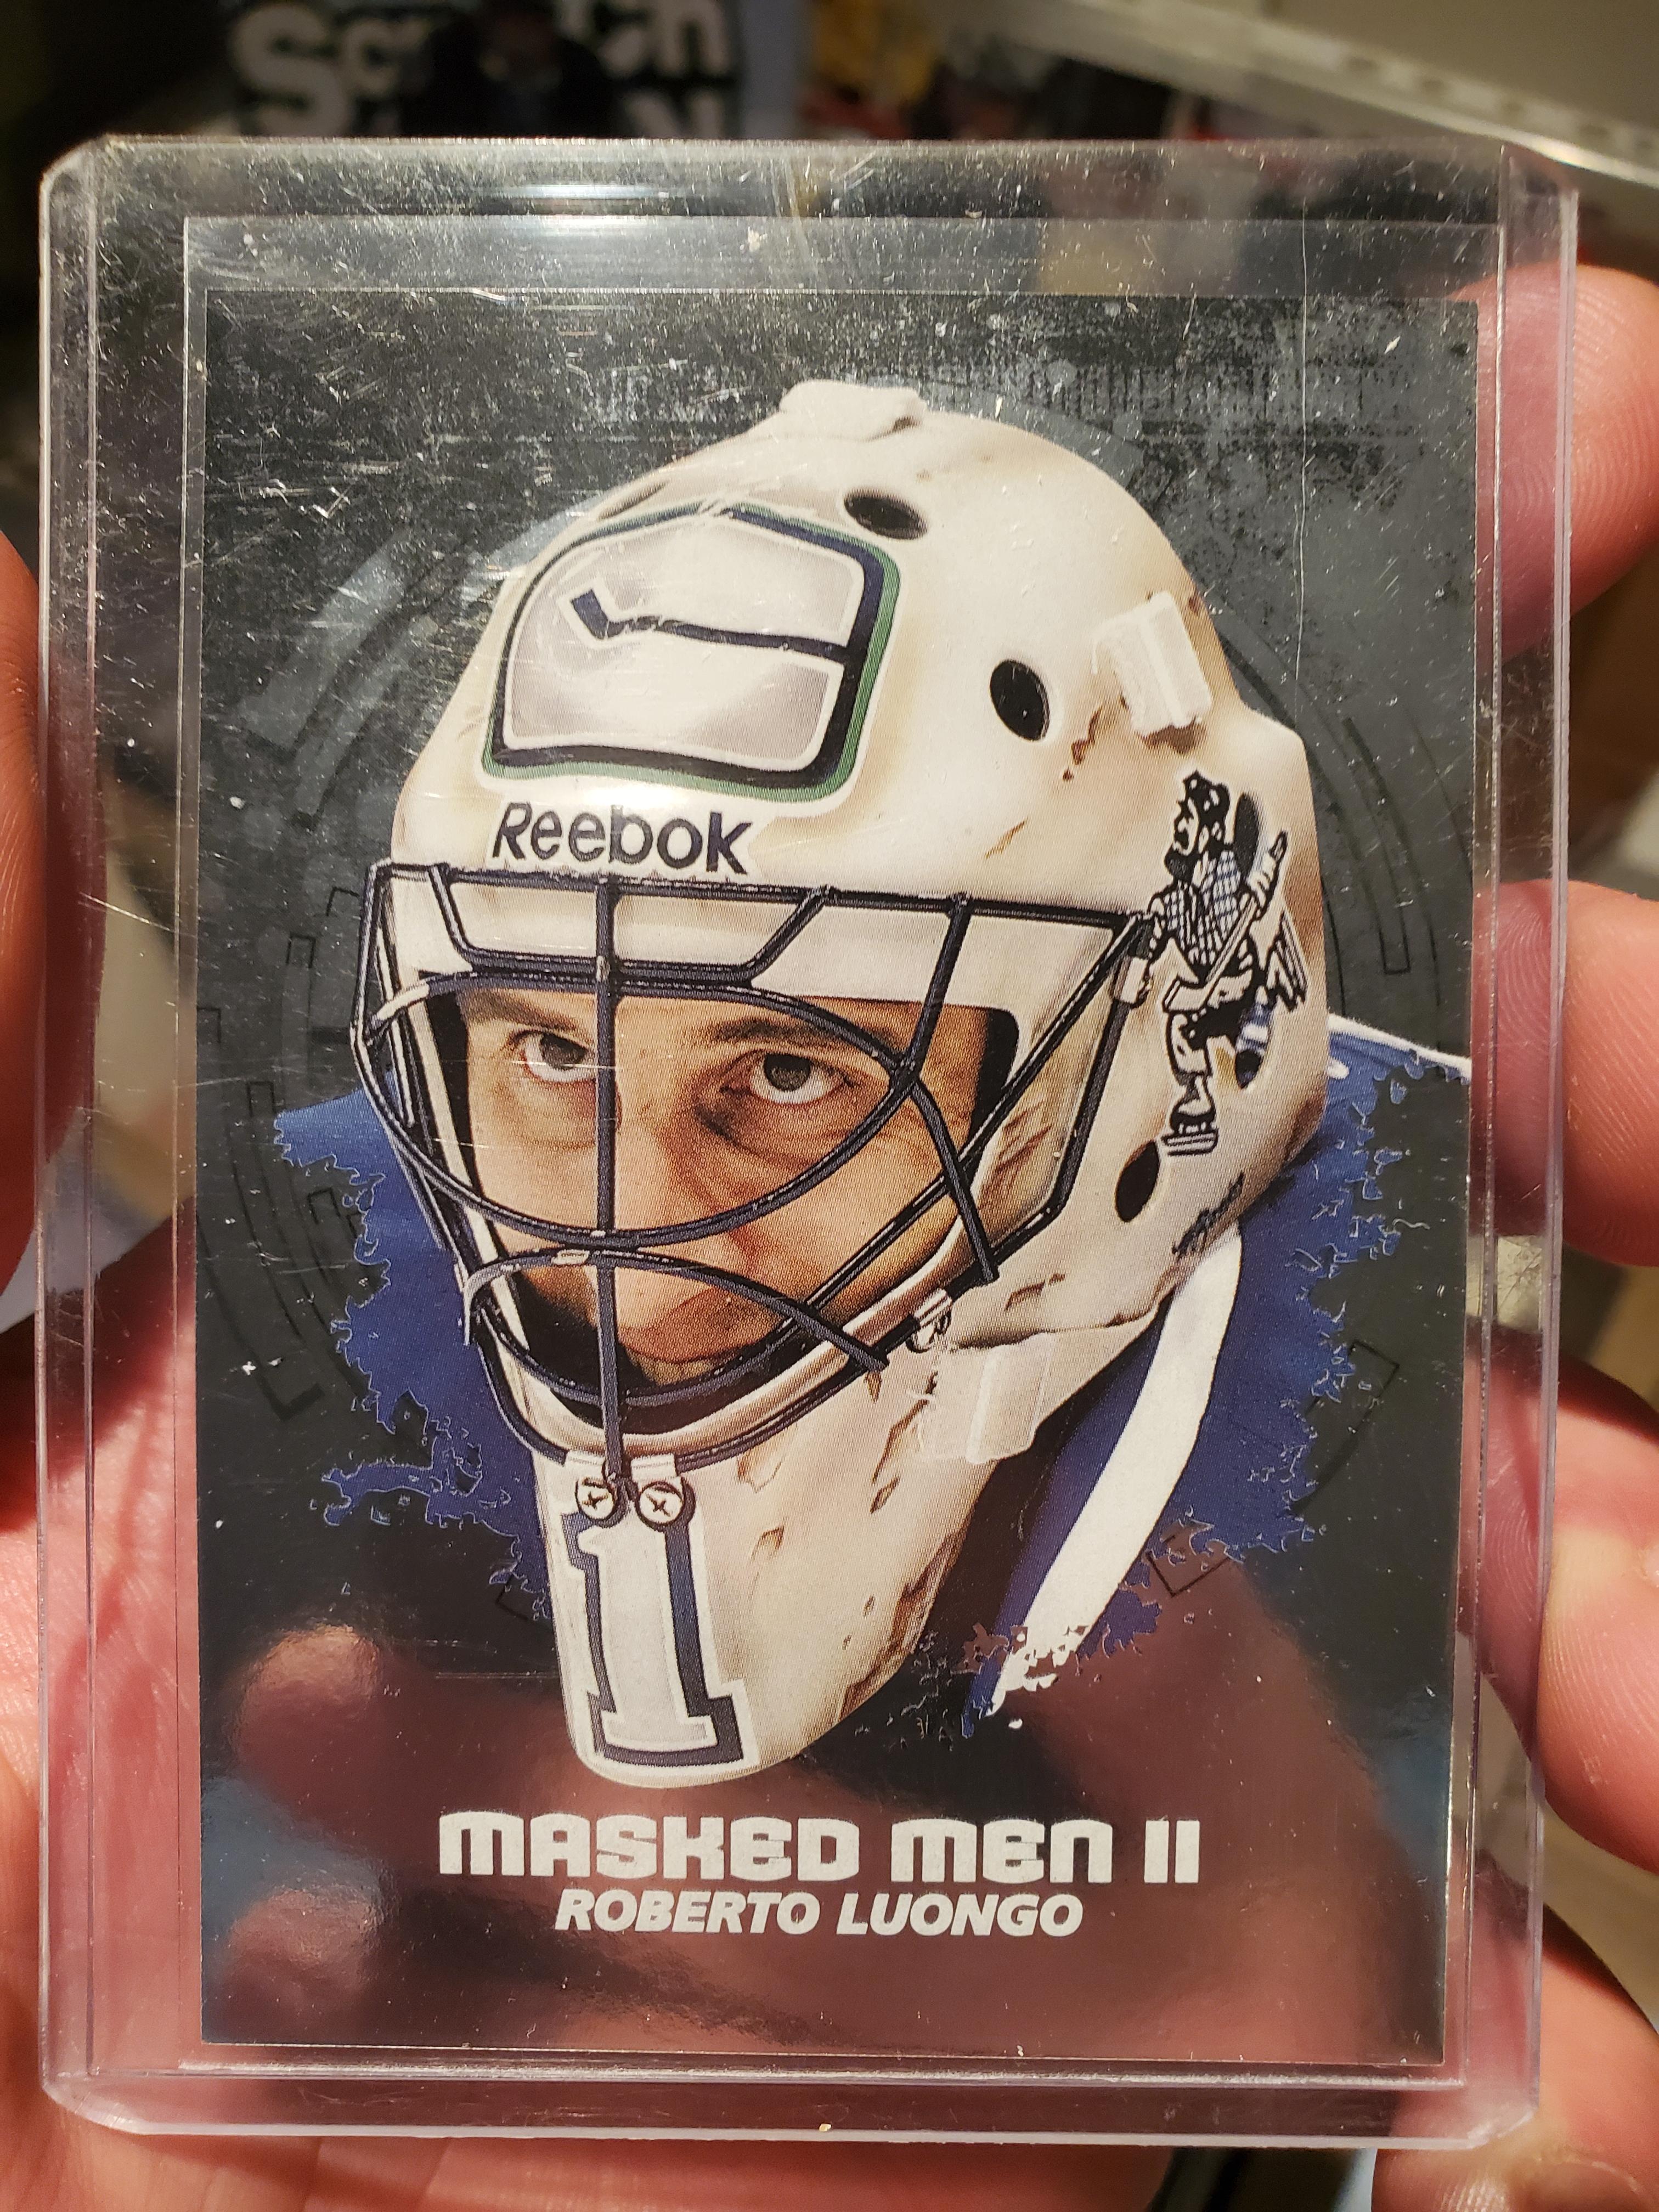 Reebok
1
MASKED MEN II
ROBERTO LUONGO